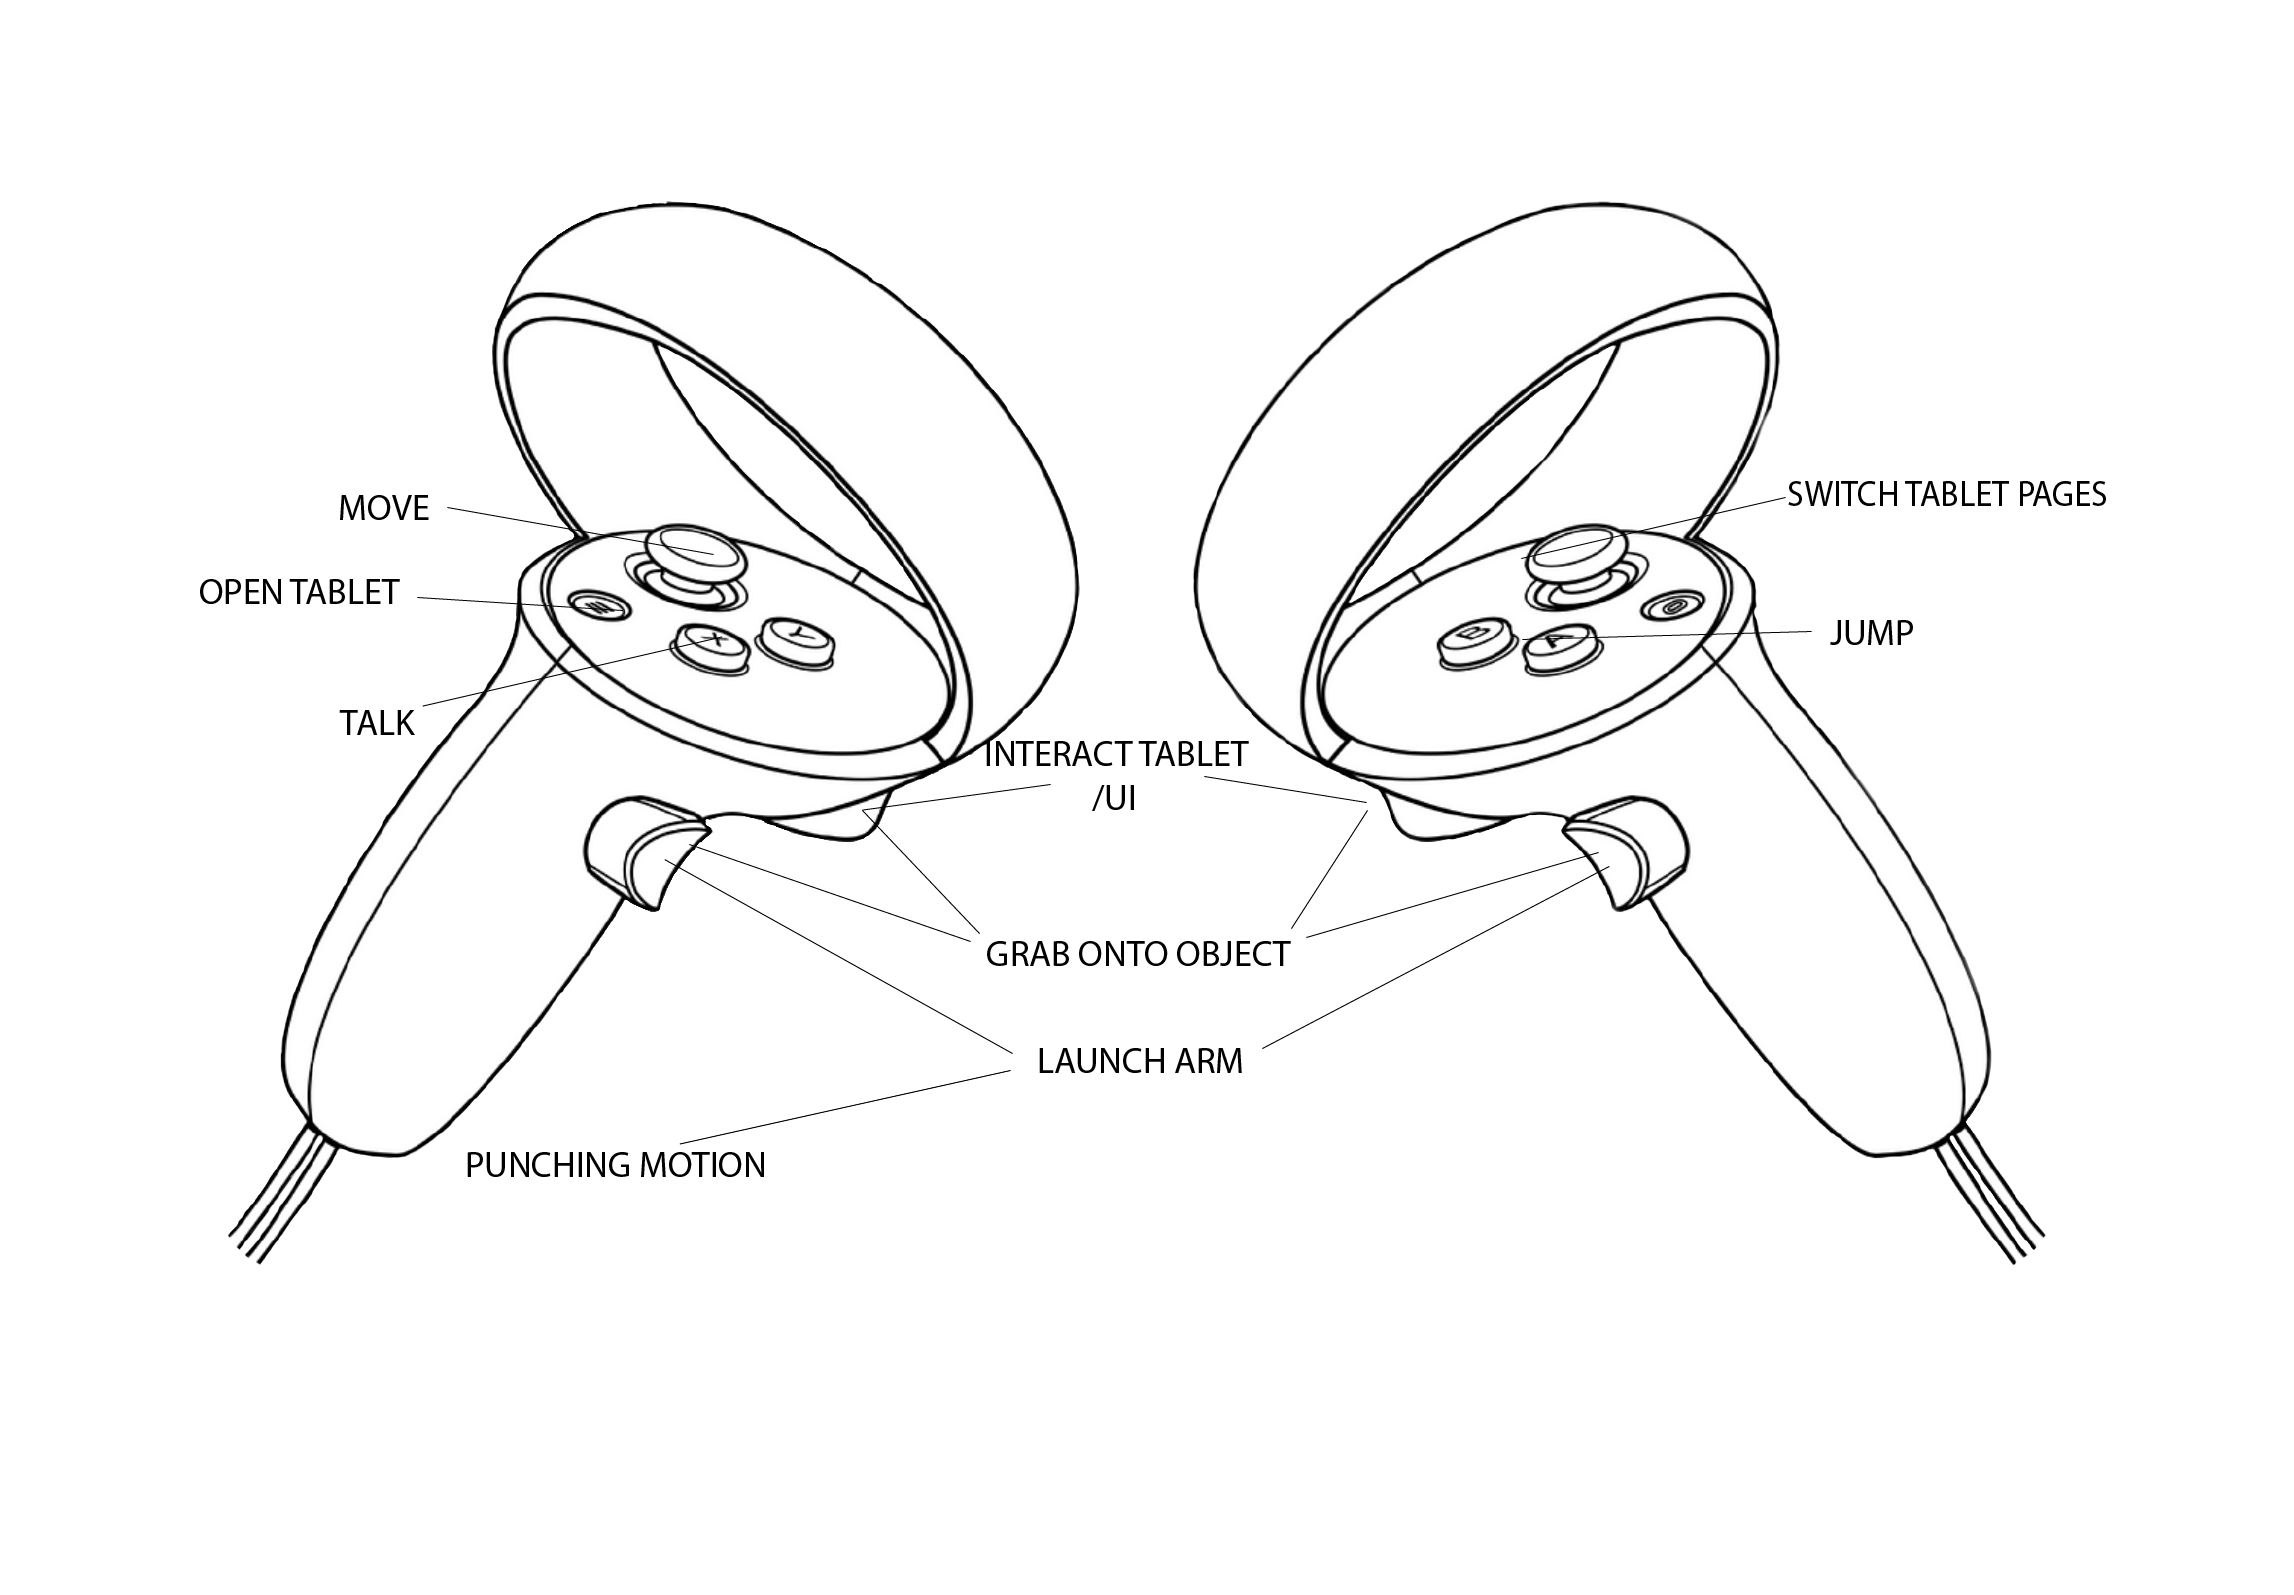 MOVE
SWITCH TABLET PAGES
OPEN TABLET
JUMP
X
Y
B
A
TALK
INTERACT TABLET
/UI
GRAB ONTO OBJECT
LAUNCH ARM
PUNCHING MOTION